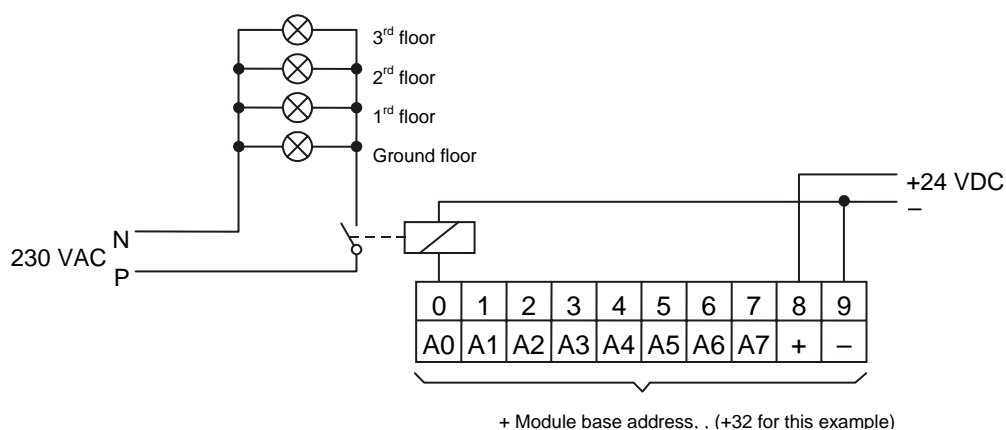 3rd floor
2rd floor
1rd floor
Ground floor
+24 VDC
–
230 VAC
N
P
0 1 2 3 4 5 6 7 8 9
A0 A1 A2 A3 A4 A5 A6 A7 + –
+ Module base address, , (+32 for this example)